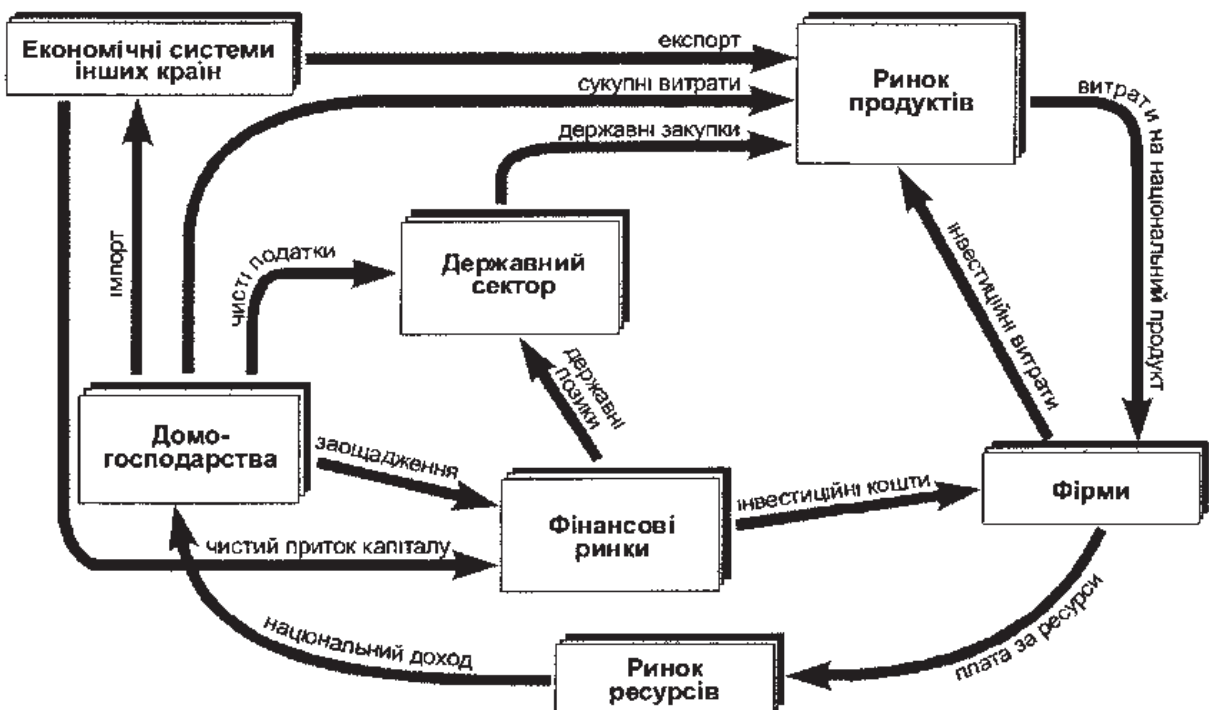 Економічні системи
інших країн
експорт
Ринок
продуктів
сукупні витрати
державні закупки
витрати на національний продукт
імпорт
чисті податки
Державний
сектор
інвестиційні витрати
державні
позики
Домо-
господарства
заощадження
Фінансові
ринки
інвестиційні кошти
Фірми
чистий приток капіталу
національний доход
плата за ресурси
Ринок
ресурсів